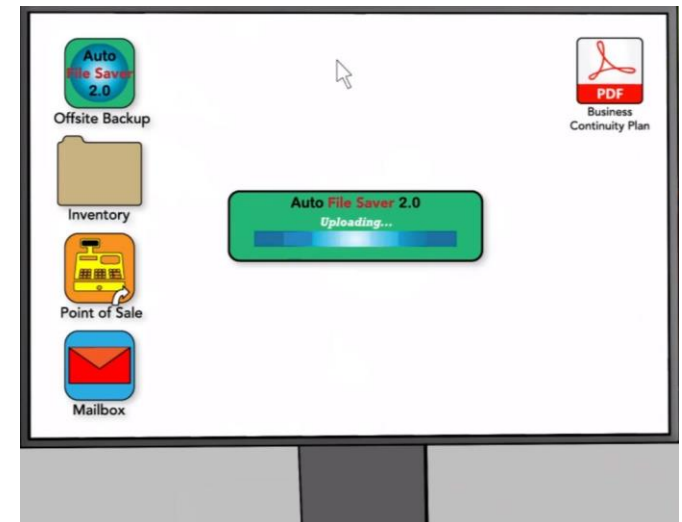 Auto
File Saver
2.0
Offsite Backup
Inventory
Point of Sale
Mailbox
Auto File Saver 2.0
Uploading...
PDF
Business
Continuity Plan